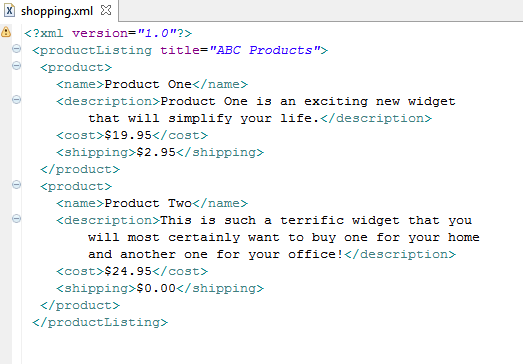 shopping.xml
<?xml version="1.0"?>
<productListing title="ABC Products">
<product>
<name>Product One</name>
<description>Product One is an exciting new widget
that will simplify your life.</description>
<cost>$19.95</cost>
<shipping>$2.95</shipping>
</product>
<product>
<name>Product Two</name>
<description>This is such a terrific widget that you
will most certainly want to buy one for your home
and another one for your office!</description>
<cost>$24.95</cost>
<shipping>$0.00</shipping>
</product>
</productListing>